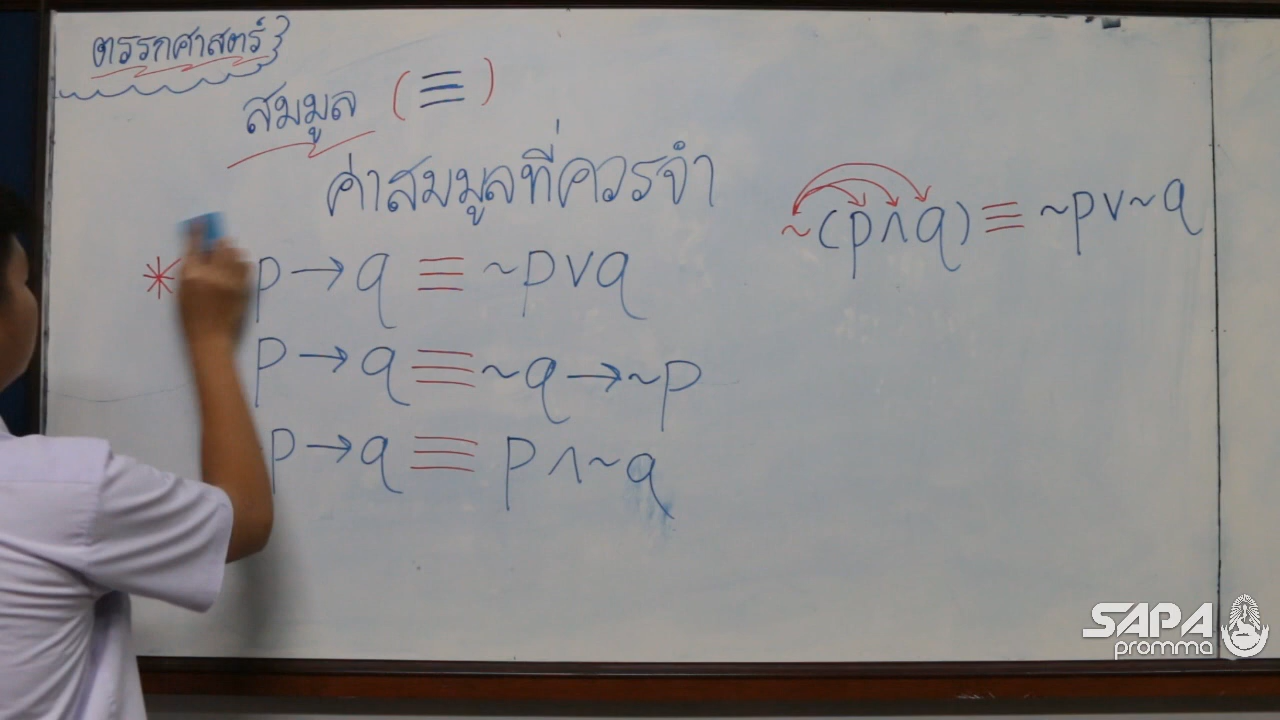 ตรรกศาสตร์
สมมูล (≡)
ค่าสมมูลที่ควรจำ
~(p∧q) ≡ ~p∨~q
* p→q ≡ ~p∨q
p→q ≡ ~q→~p
p→q ≡ p∧~q
SAPA
promma